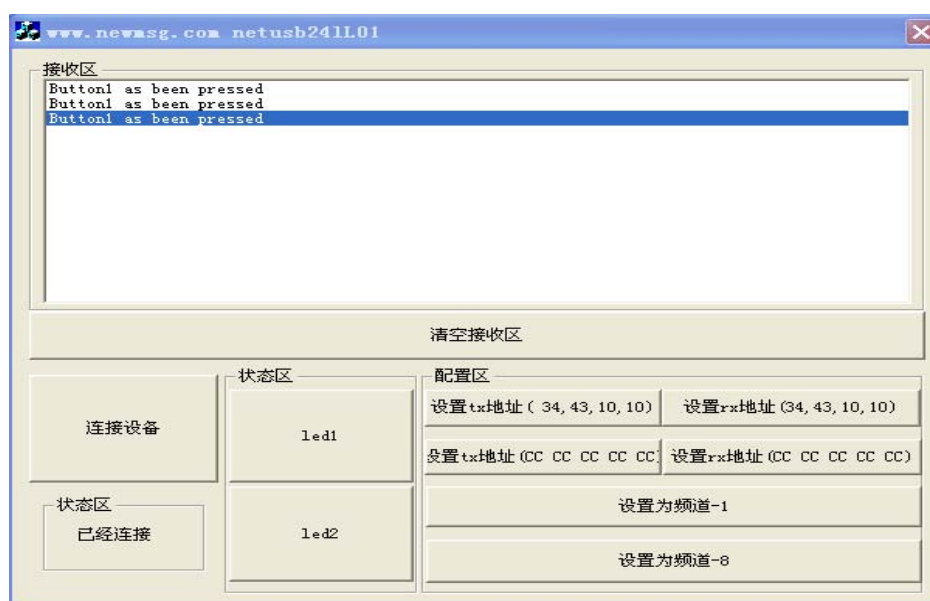 www.newmsg.com netusb24lL01
接收区
Button1 as been pressed
Button1 as been pressed
Button1 as been pressed
清空接收区
连接设备
状态区
已经连接
状态区
led1
led2
配置区
设置tx地址( 34,43,10,10)
设置rx地址(34,43,10,10)
设置tx地址(CC CC CC CC CC)
设置rx地址(CC CC CC CC CC)
设置为频道-1
设置为频道-8